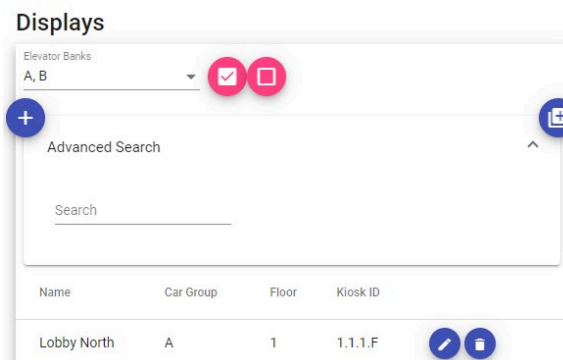 Displays
Elevator Banks
A, B
Advanced Search
Search
Name Car Group Floor Kiosk ID
Lobby North A 1 1.1.1.F